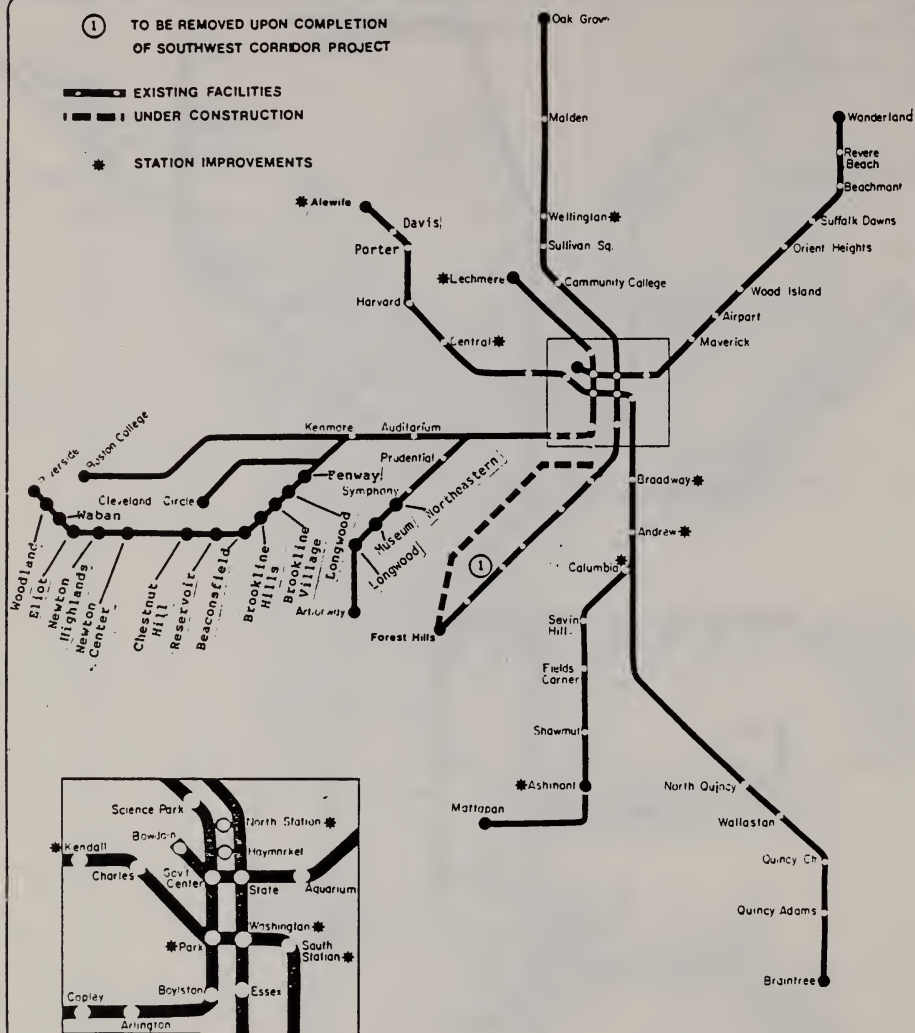 1 TO BE REMOVED UPON COMPLETION
OF SOUTHWEST CORRIDOR PROJECT
EXISTING FACILITIES
UNDER CONSTRUCTION
STATION IMPROVEMENTS
Oak Grov
Malden
Wellington
Sullivan Sq.
Community College
Wonderland
Revere
Beach
Beachmont
Suffolk Downs
Orient Heights
Wood Island
Airport
Maverick
Alewife
Davis
Porter
Harvard
Central
Lechmere
Kenmore
Auditorium
Prudential
Symphony
Northeastern
Museum
Longwood
Arborway
Boston College
Cleveland Circle
Riverside
Woodland
Waban
Eliot
Newton
Highlands
Newton
Center
Chestnut
Hill
Reservoir
Beaconsfield
Brookline
Hills
Brookline
Village
Longwood
Fenway
1
Forest Hills
Broadway
Andrew
Columbia
Savin
Hill
Fields
Corner
Shawmut
Ashmont
Mattapan
North Quincy
Wollaston
Quincy Ctr
Quincy Adams
Braintree
Science Park
North Station
Bowdoin
Haymarket
Kendall
Charles
Gov't
Center
State
Aquarium
Washington
Park
South
Station
Boylston
Essex
Copley
Arlington